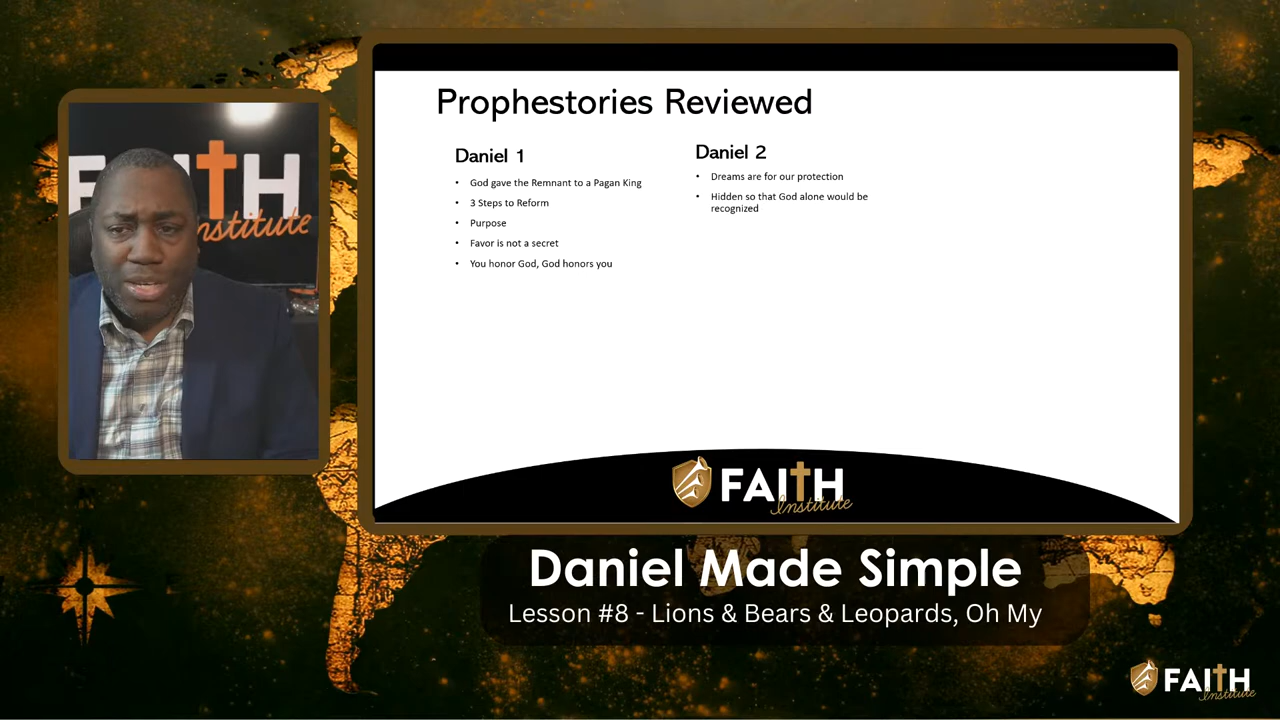 FAITH
Institute
Prophestories Reviewed
Daniel 1
• God gave the Remnant to a Pagan King
• 3 Steps to Reform
• Purpose
• Favor is not a secret
• You honor God, God honors you
Daniel 2
• Dreams are for our protection
• Hidden so that God alone would be
recognized
FAITH
Institute
Daniel Made Simple
Lesson #8 - Lions & Bears & Leopards, Oh My
FAITH
Institute